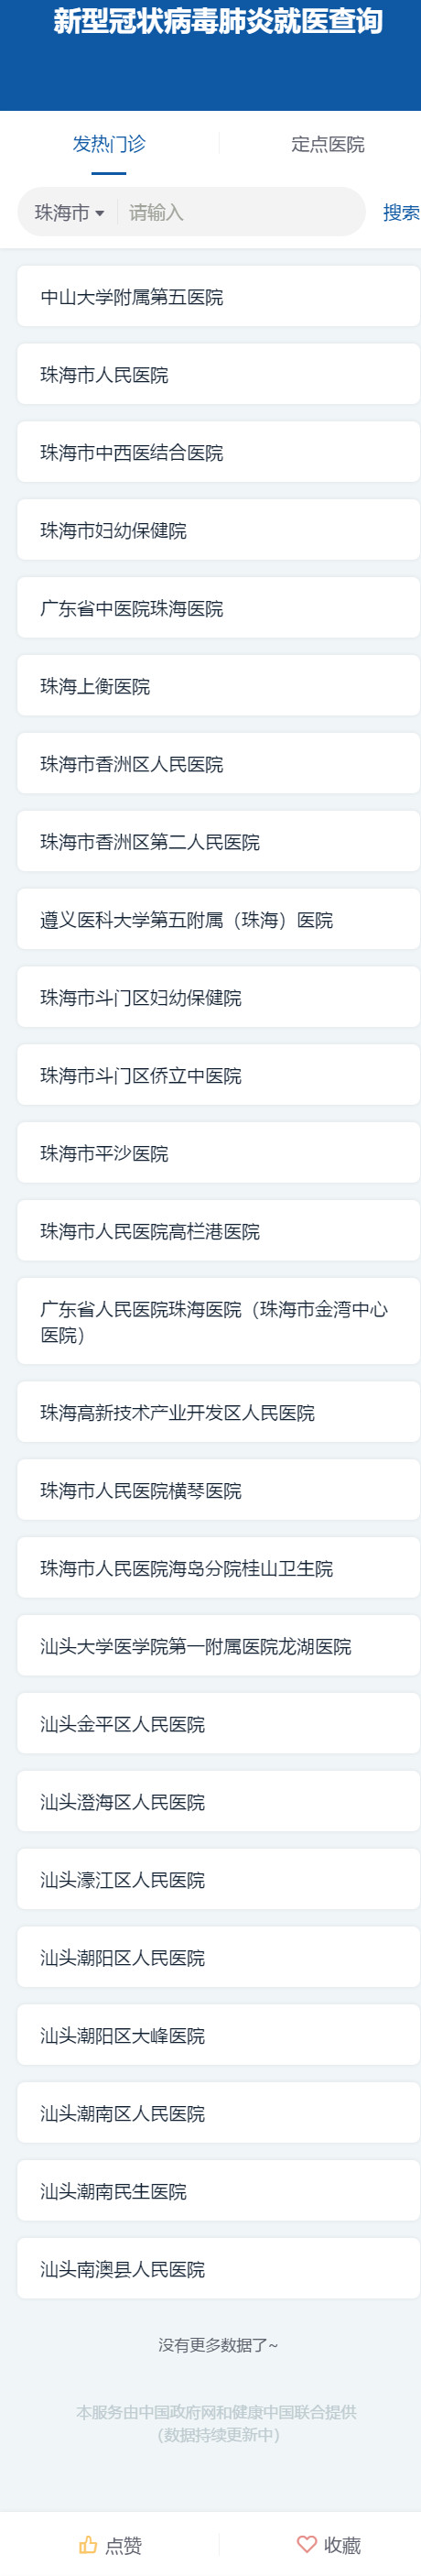 新型冠状病毒肺炎就医查询
发热门诊
定点医院
珠海市
请输入
搜索
中山大学附属第五医院
珠海市人民医院
珠海市中西医结合医院
珠海市妇幼保健院
广东省中医院珠海医院
珠海上衡医院
珠海市香洲区人民医院
珠海市香洲区第二人民医院
遵义医科大学第五附属（珠海）医院
珠海市斗门区妇幼保健院
珠海市斗门区侨立中医院
珠海市平沙医院
珠海市人民医院高栏港医院
广东省人民医院珠海医院（珠海市金湾中心
医院）
珠海高新技术产业开发区人民医院
珠海市人民医院横琴医院
珠海市人民医院海岛分院桂山卫生院
汕头大学医学院第一附属医院龙湖医院
汕头金平区人民医院
汕头澄海区人民医院
汕头濠江区人民医院
汕头潮阳区人民医院
汕头潮阳区大峰医院
汕头潮南区人民医院
汕头潮南民生医院
汕头南澳县人民医院
没有更多数据了~
本服务由中国政府网和健康中国联合提供
（数据持续更新中）
点赞
收藏